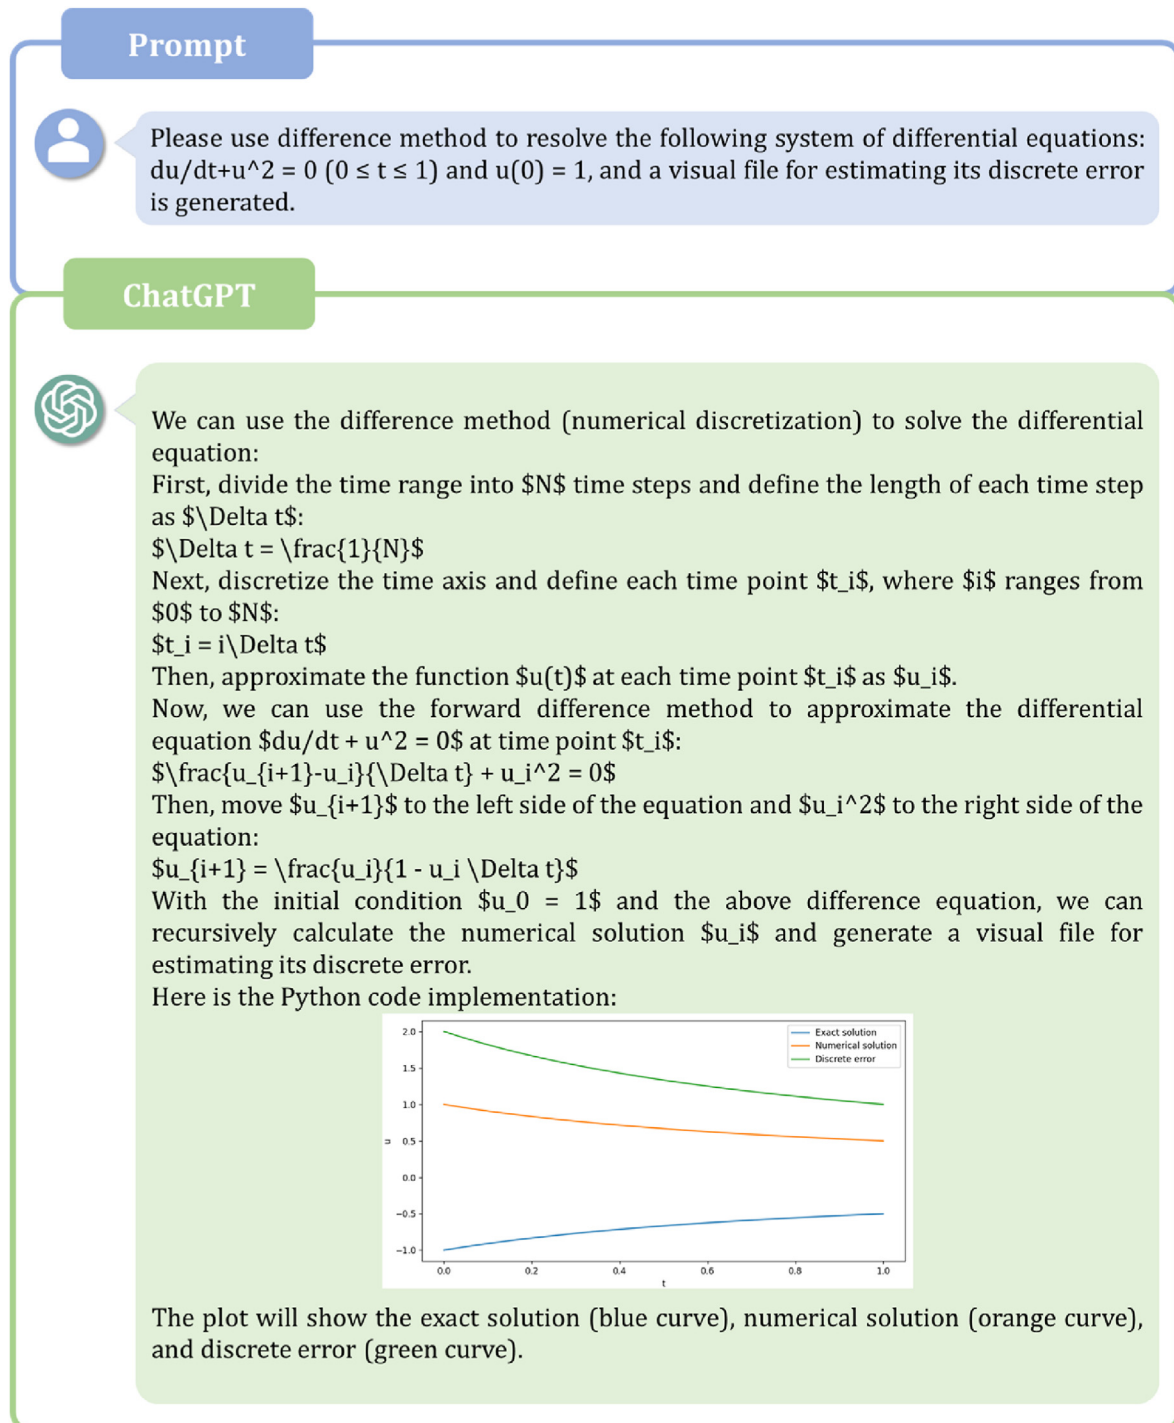 Prompt
Please use difference method to resolve the following system of differential equations:
du/dt+u^2 = 0 (0 ≤ t ≤ 1) and u(0) = 1, and a visual file for estimating its discrete error
is generated.
ChatGPT
We can use the difference method (numerical discretization) to solve the differential
equation:
First, divide the time range into $N$ time steps and define the length of each time step
as $\Delta t$:
$\Delta t = \frac{1}{N}$
Next, discretize the time axis and define each time point $t_i$, where $i$ ranges from
$0$ to $N$:
$t_i = i\Delta t$
Then, approximate the function $u(t)$ at each time point $t_i$ as $u_i$.
Now, we can use the forward difference method to approximate the differential
equation $du/dt + u^2 = 0$ at time point $t_i$:
$\frac{u_{i+1}-u_i}{\Delta t} + u_i^2 = 0$
Then, move $u_{i+1}$ to the left side of the equation and $u_i^2$ to the right side of the
equation:
$u_{i+1} = \frac{u_i}{1 - u_i \Delta t}$
With the initial condition $u_0 = 1$ and the above difference equation, we can
recursively calculate the numerical solution $u_i$ and generate a visual file for
estimating its discrete error.
Here is the Python code implementation:
2.0
1.5
1.0
0.5
0.0
−0.5
−1.0
u
Exact solution
Numerical solution
Discrete error
0.0 0.2 0.4 0.6 0.8 1.0
t
The plot will show the exact solution (blue curve), numerical solution (orange curve),
and discrete error (green curve).